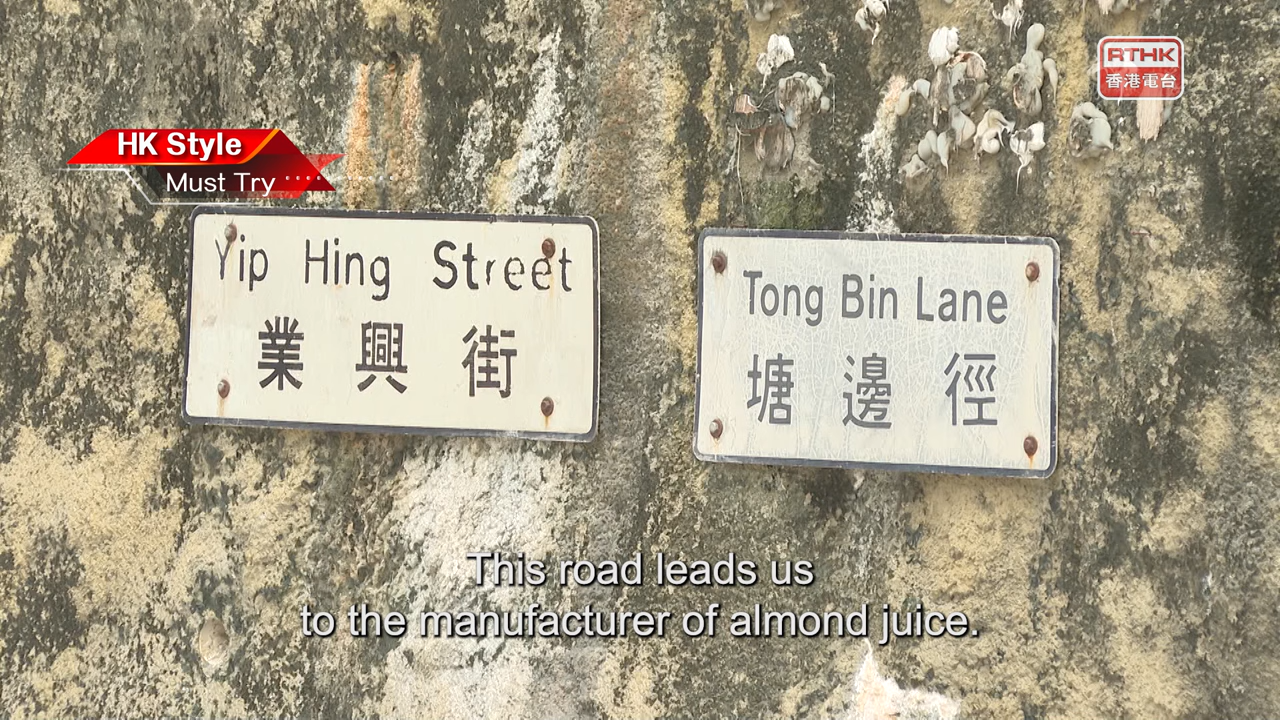 RTHK
香港電台
HK Style
Must Try
Yip Hing Street
業興街
Tong Bin Lane
塘邊徑
This road leads us
to the manufacturer of almond juice.